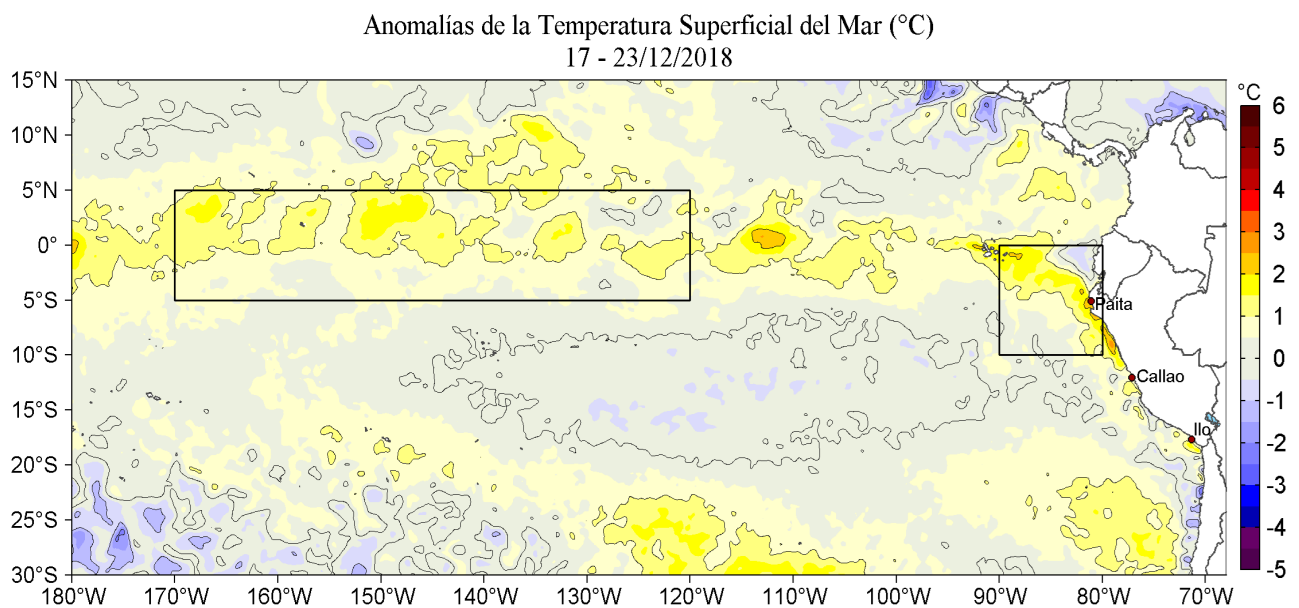 Anomalías de la Temperatura Superficial del Mar (°C)
17 - 23/12/2018
15°N
10°N
5°N
0°
5°S
10°S
15°S
20°S
25°S
30°S
180°W
170°W
160°W
150°W
140°W
130°W
120°W
110°W
100°W
90°W
80°W
70°W
Paita
Callao
Ilo
°C
6
5
4
3
2
1
0
-1
-2
-3
-4
-5